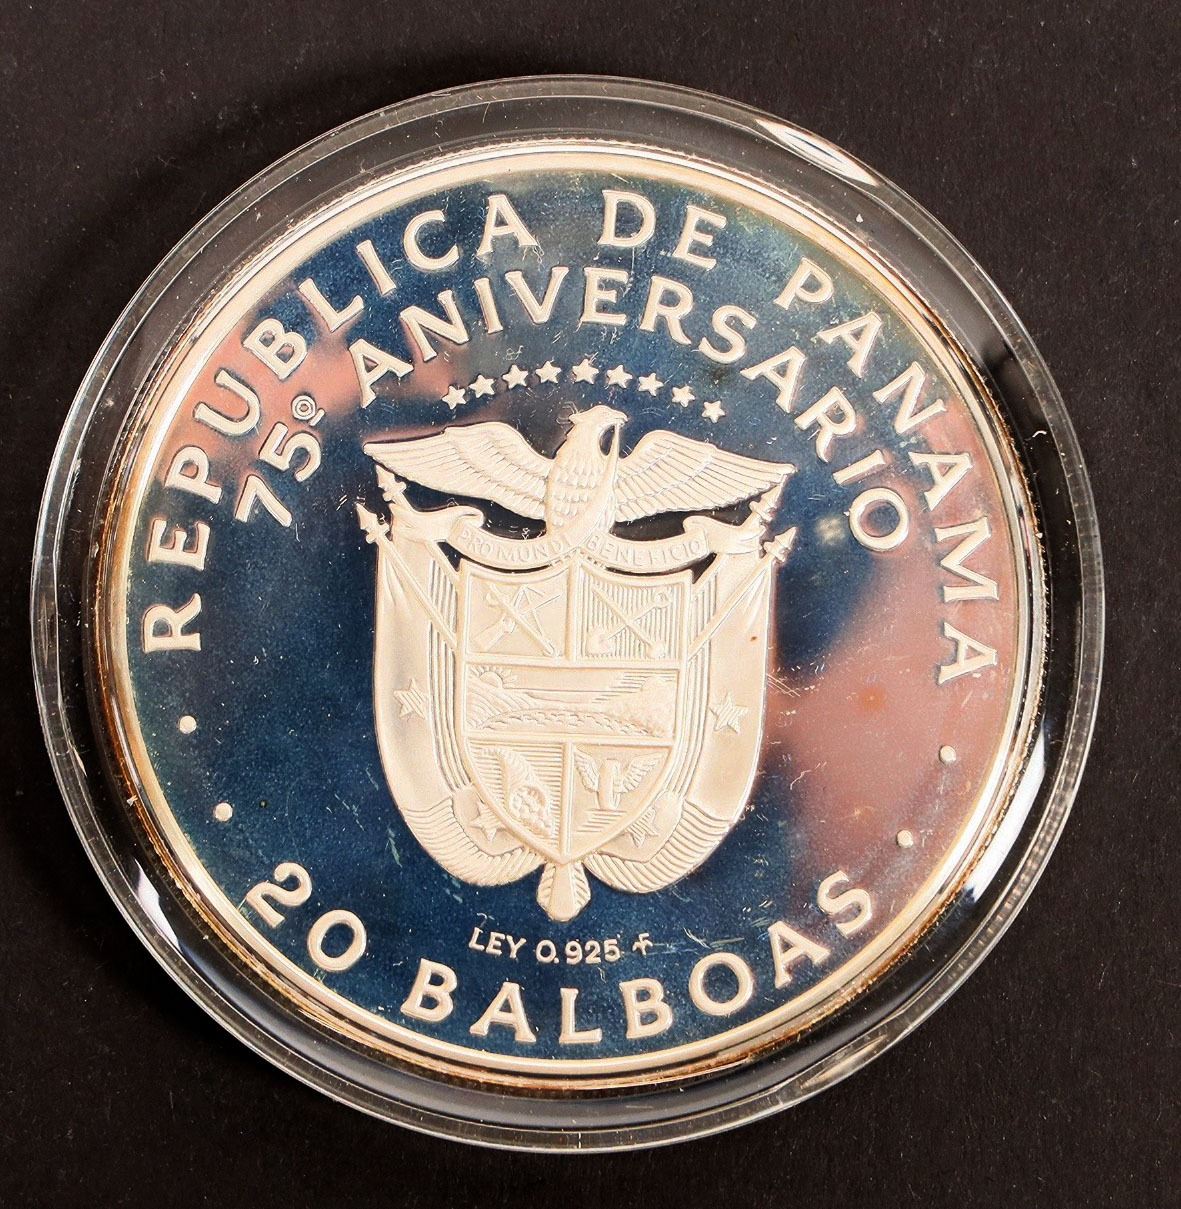 REPUBLICA DE PANAMA
75º ANIVERSARIO
PRO MUNDI BENEFICIO
LEY 0.925
20 BALBOAS